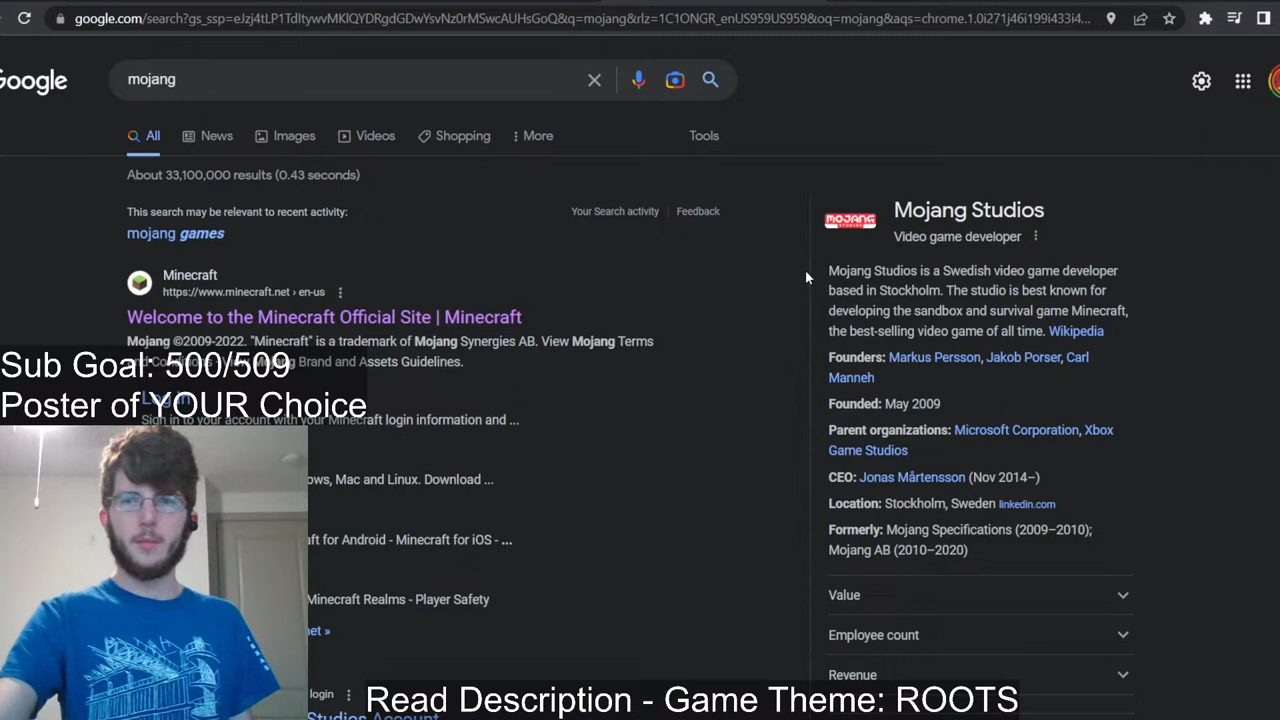 google.com/search?gs_ssp=eJzj4tLP1TdItywvMKlQYDRgdGDwYsvNz0rMSwcAUHsGoQ&q=mojang&rlz=1C1ONGR_enUS959US959&oq=mojang&aqs=chrome.1.0i271j46i199i433i4...
Google
mojang
All
News
Images
Videos
Shopping
More
Tools
About 33,100,000 results (0.43 seconds)
This search may be relevant to recent activity:
Your Search activity
Feedback
mojang games
Minecraft
https://www.minecraft.net › en-us
Welcome to the Minecraft Official Site | Minecraft
Mojang ©2009-2022. "Minecraft" is a trademark of Mojang Synergies AB. View Mojang Terms
Mojang Brand and Assets Guidelines.
Log in
Sign in to your account with your Minecraft login information and ...
ows, Mac and Linux. Download ...
aft for Android - Minecraft for iOS - ...
Minecraft Realms - Player Safety
net »
login
Studios Account
MOJANG
STUDIOS
Mojang Studios
Video game developer
Mojang Studios is a Swedish video game developer
based in Stockholm. The studio is best known for
developing the sandbox and survival game Minecraft,
the best-selling video game of all time. Wikipedia
Founders: Markus Persson, Jakob Porser, Carl
Manneh
Founded: May 2009
Parent organizations: Microsoft Corporation, Xbox
Game Studios
CEO: Jonas Mårtensson (Nov 2014–)
Location: Stockholm, Sweden linkedin.com
Formerly: Mojang Specifications (2009–2010);
Mojang AB (2010–2020)
Value
Employee count
Revenue
Sub Goal: 500/509
Poster of YOUR Choice
Read Description - Game Theme: ROOTS